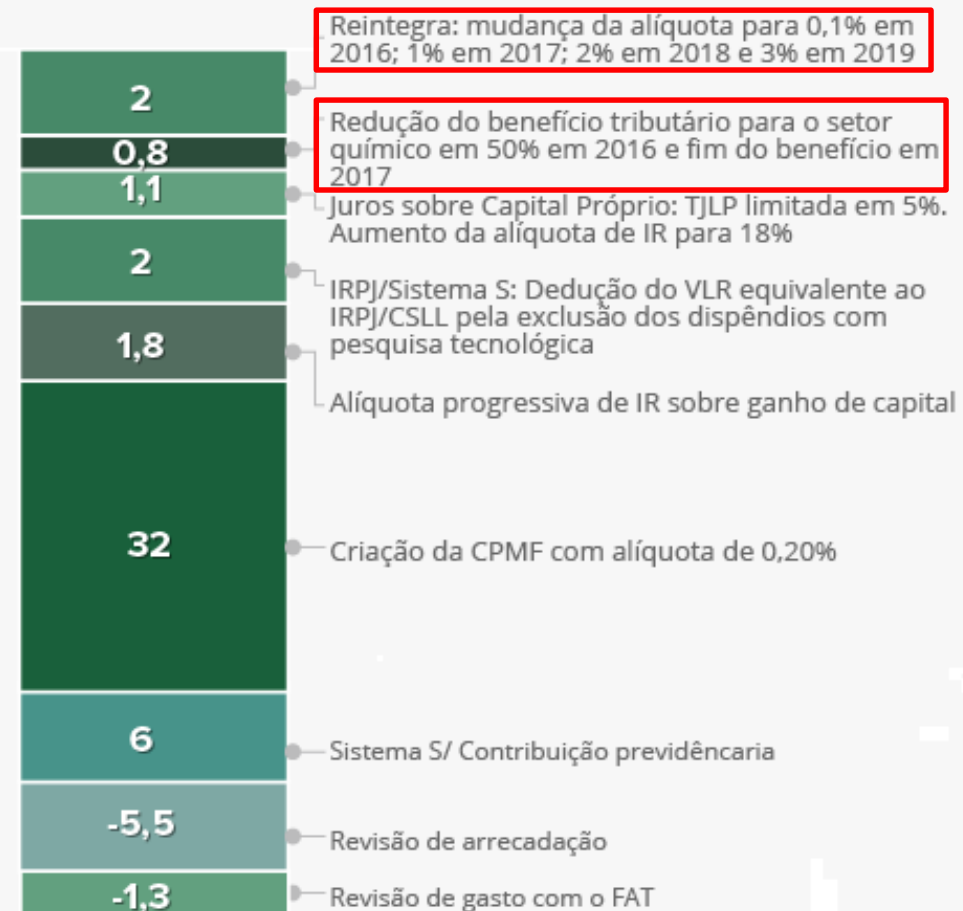 Reintegra: mudança da alíquota para 0,1% em
2016; 1% em 2017; 2% em 2018 e 3% em 2019
2
Redução do benefício tributário para o setor
químico em 50% em 2016 e fim do benefício em
2017
0,8
1,1
Juros sobre Capital Próprio: TJLP limitada em 5%.
Aumento da alíquota de IR para 18%
2
IRPJ/Sistema S: Dedução do VLR equivalente ao
IRPJ/CSLL pela exclusão dos dispêndios com
pesquisa tecnológica
1,8
Alíquota progressiva de IR sobre ganho de capital
32
Criação da CPMF com alíquota de 0,20%
6
Sistema S/ Contribuição previdêncaria
-5,5
Revisão de arrecadação
-1,3
Revisão de gasto com o FAT